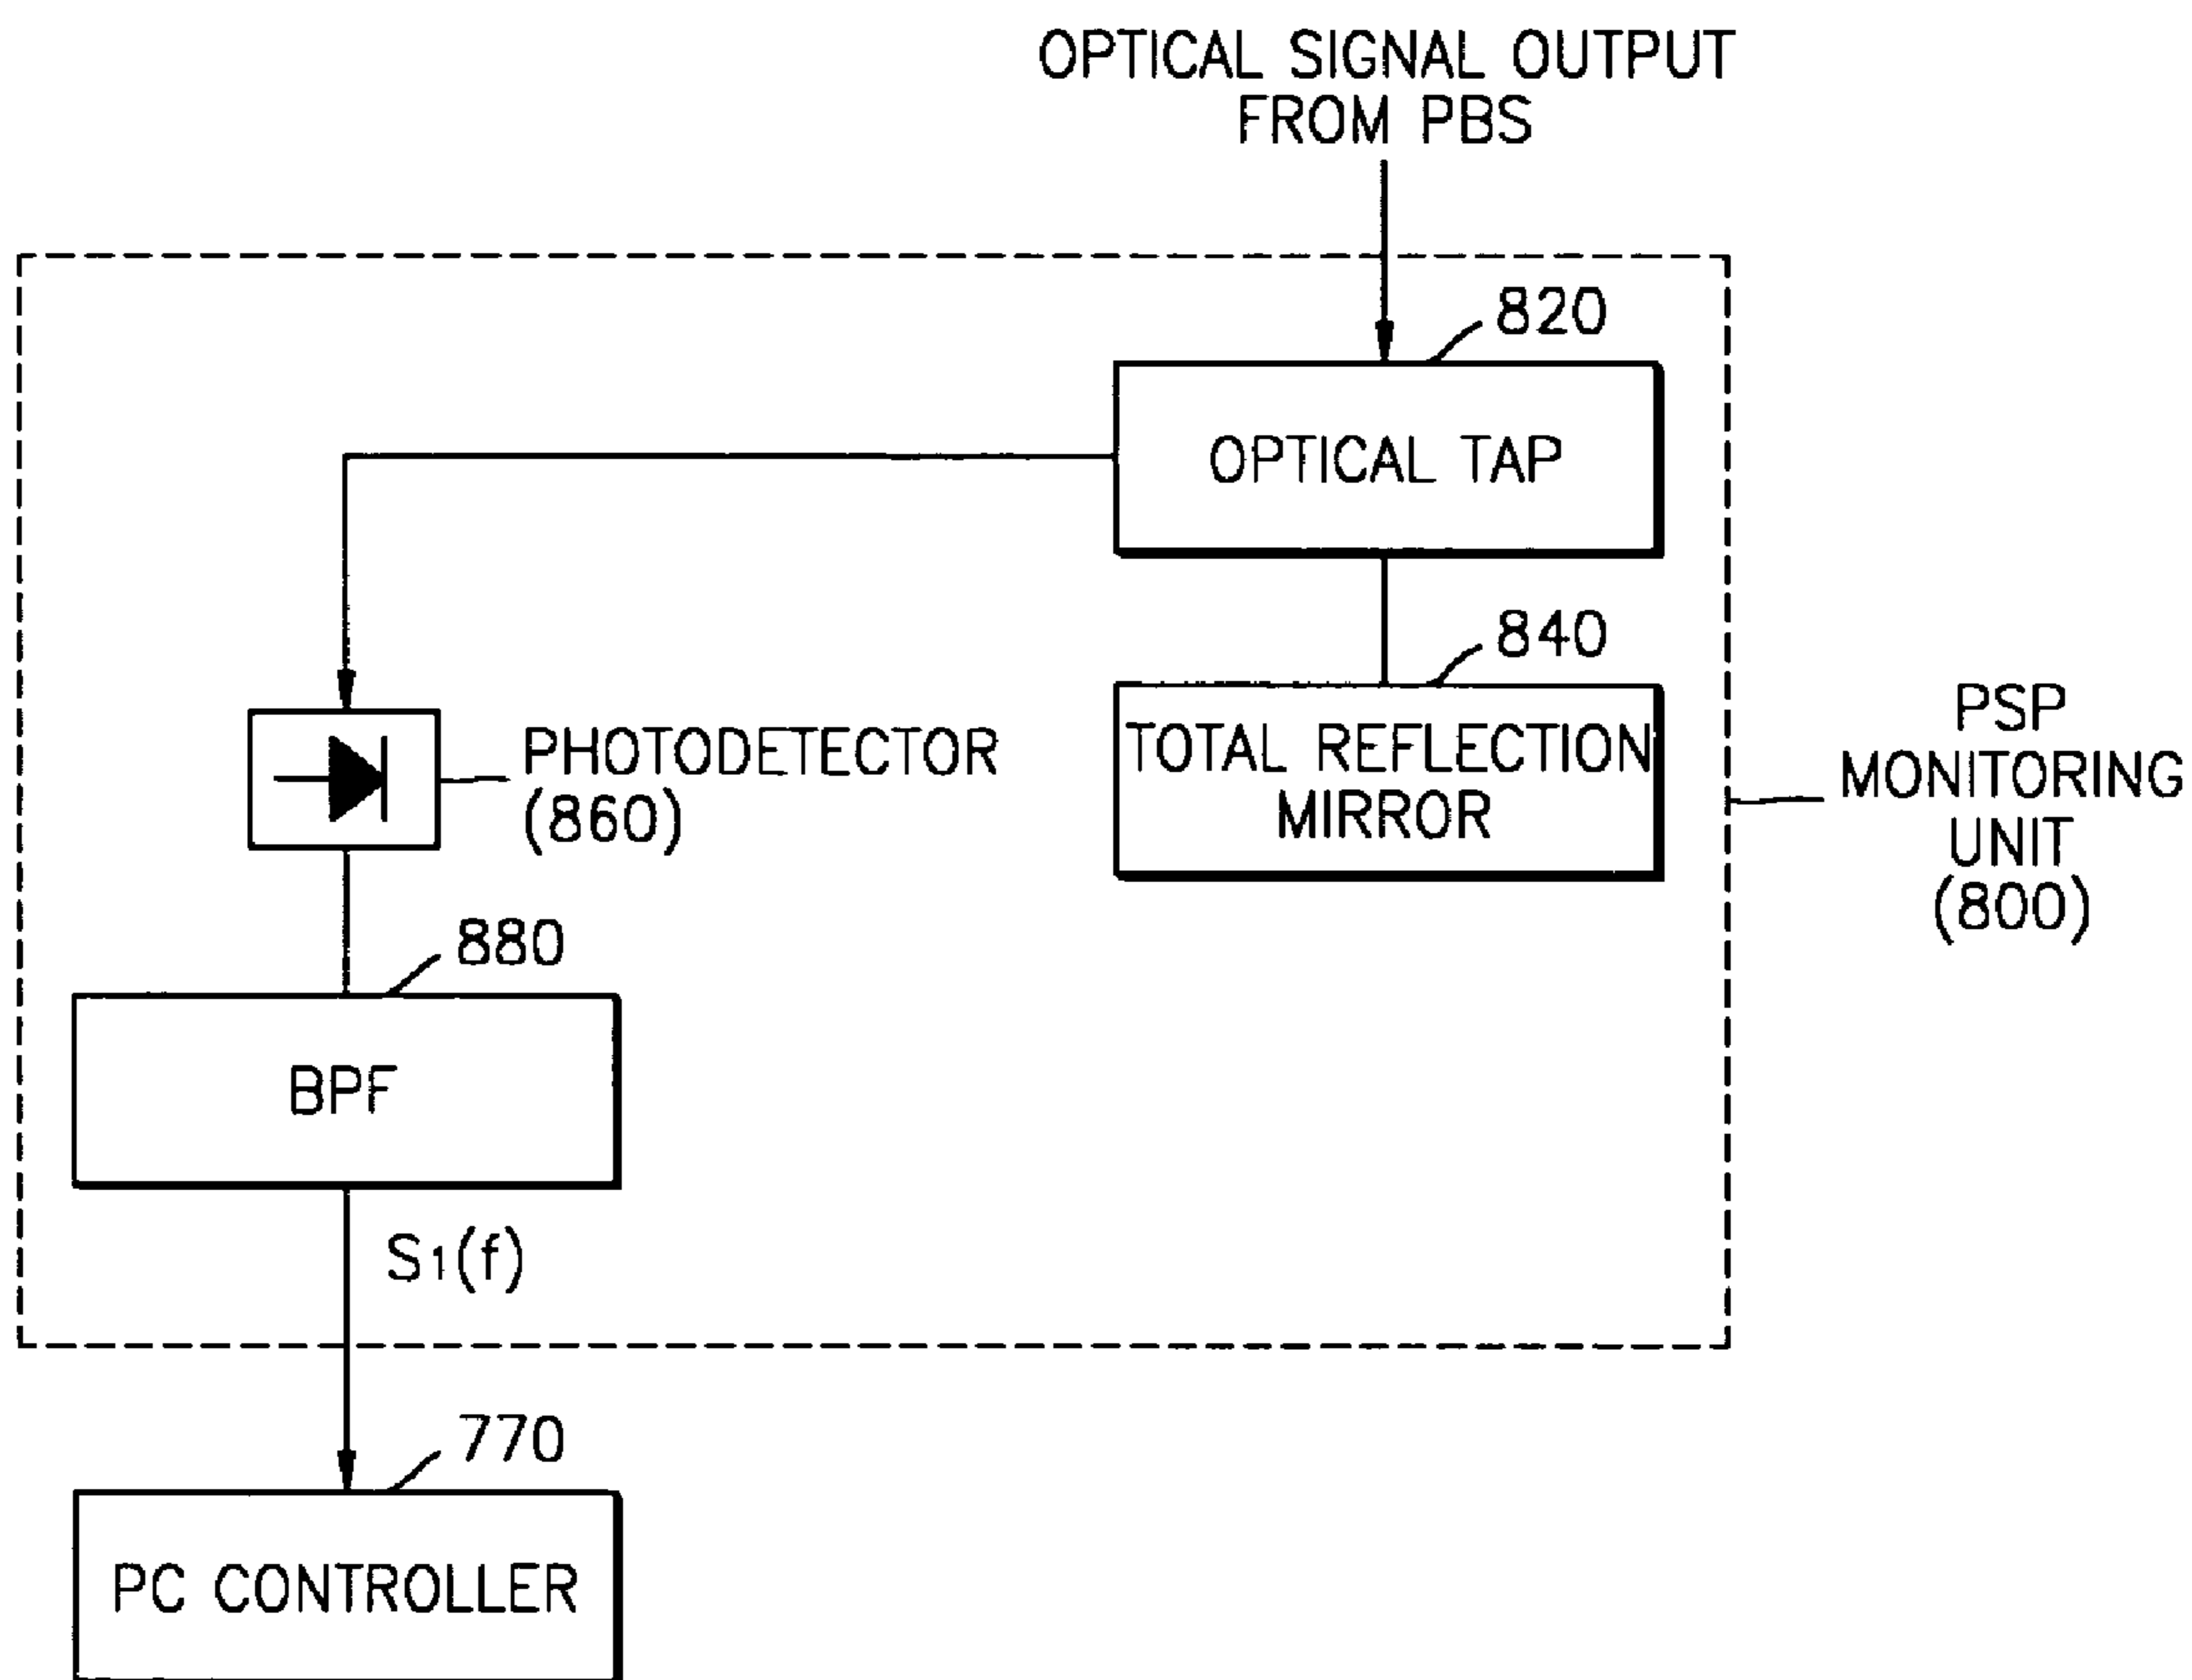 OPTICAL SIGNAL OUTPUT
FROM PBS
820
OPTICAL TAP
840
TOTAL REFLECTION
MIRROR
PSP
MONITORING
UNIT
(800)
PHOTODETECTOR
(860)
880
BPF
S1(f)
770
PC CONTROLLER